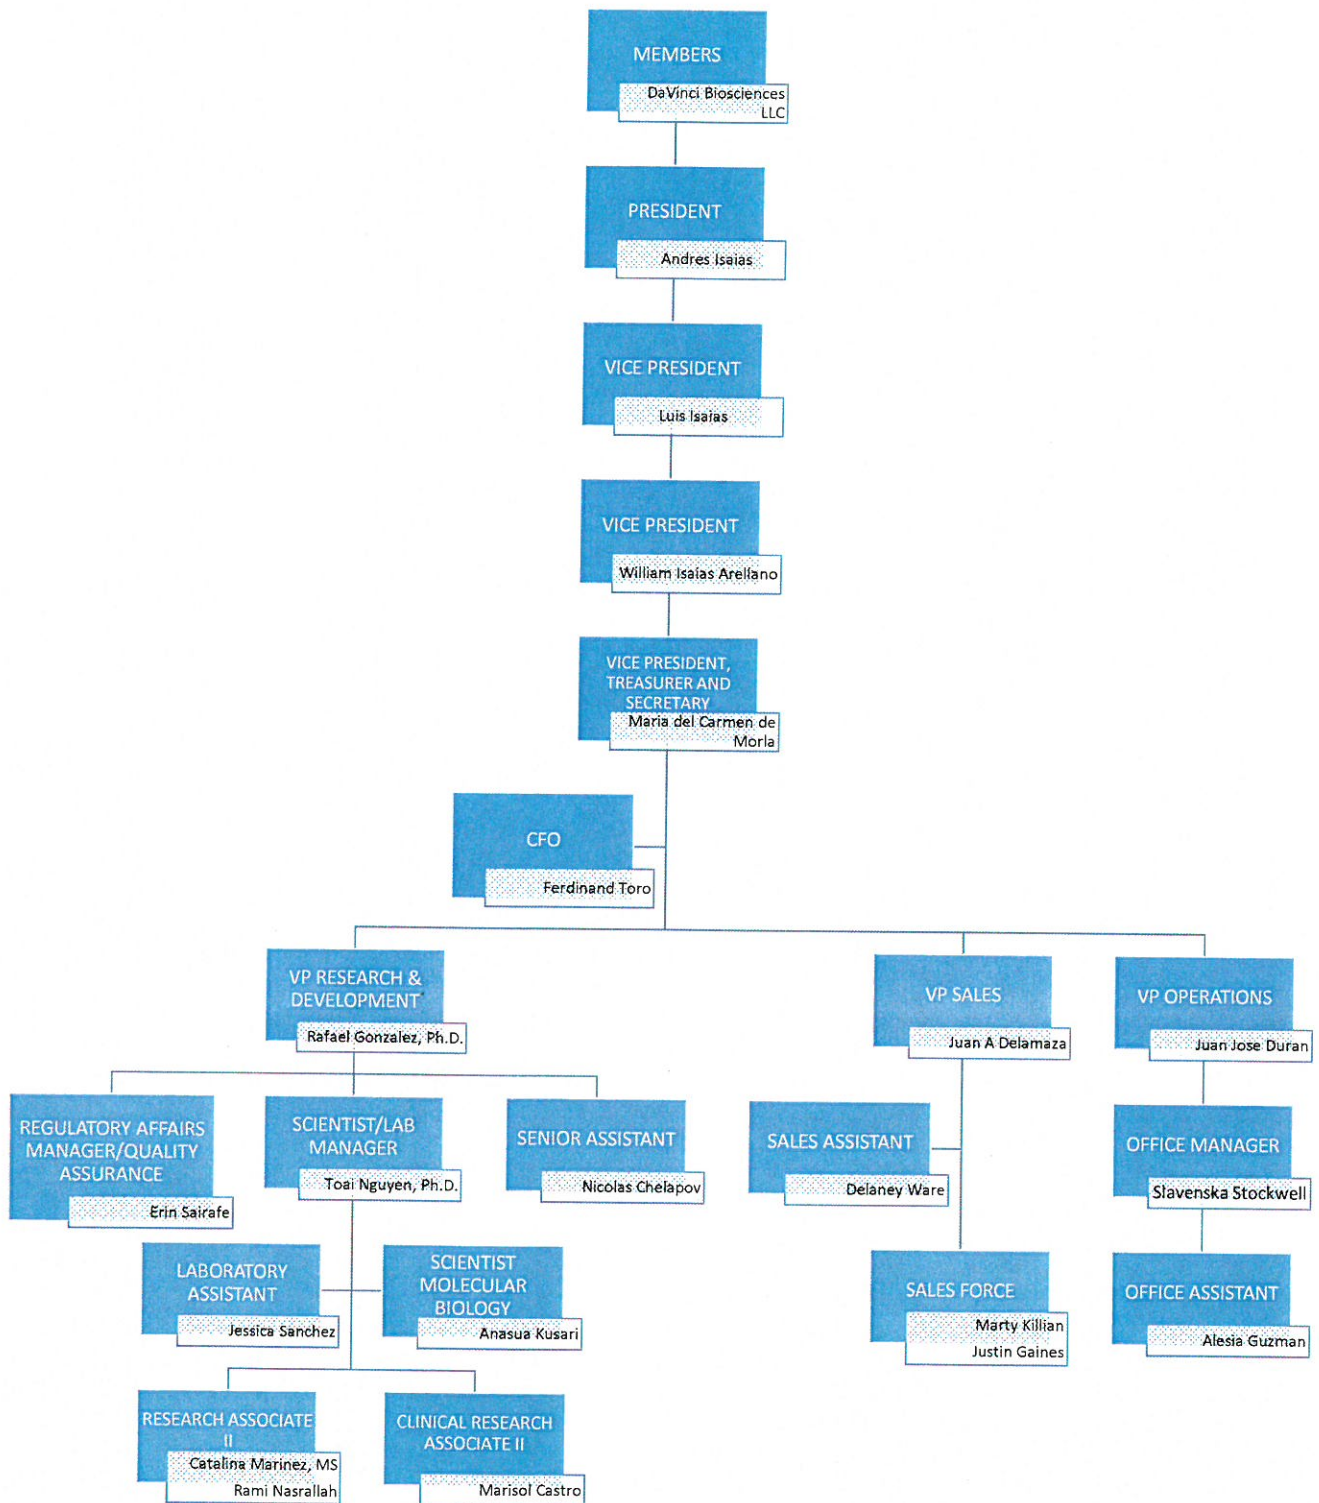 MEMBERS
DaVinci Biosciences
LLC
PRESIDENT
Andres Isaias
VICE PRESIDENT
Luis Isaias
VICE PRESIDENT
William Isaias Arellano
VICE PRESIDENT,
TREASURER AND
SECRETARY
Maria del Carmen de
Morla
CFO
Ferdinand Toro
VP RESEARCH &
DEVELOPMENT
Rafael Gonzalez, Ph.D.
VP SALES
Juan A Delamaza
VP OPERATIONS
Juan Jose Duran
REGULATORY AFFAIRS
MANAGER/QUALITY
ASSURANCE
Erin Sairafe
SCIENTIST/LAB
MANAGER
Toai Nguyen, Ph.D.
SENIOR ASSISTANT
Nicolas Chelapov
SALES ASSISTANT
Delaney Ware
OFFICE MANAGER
Slavenska Stockwell
LABORATORY
ASSISTANT
Jessica Sanchez
SCIENTIST
MOLECULAR
BIOLOGY
Anasua Kusari
SALES FORCE
Marty Killian
Justin Gaines
OFFICE ASSISTANT
Alesia Guzman
RESEARCH ASSOCIATE
II
Catalina Marinez, MS
Rami Nasrallah
CLINICAL RESEARCH
ASSOCIATE II
Marisol Castro